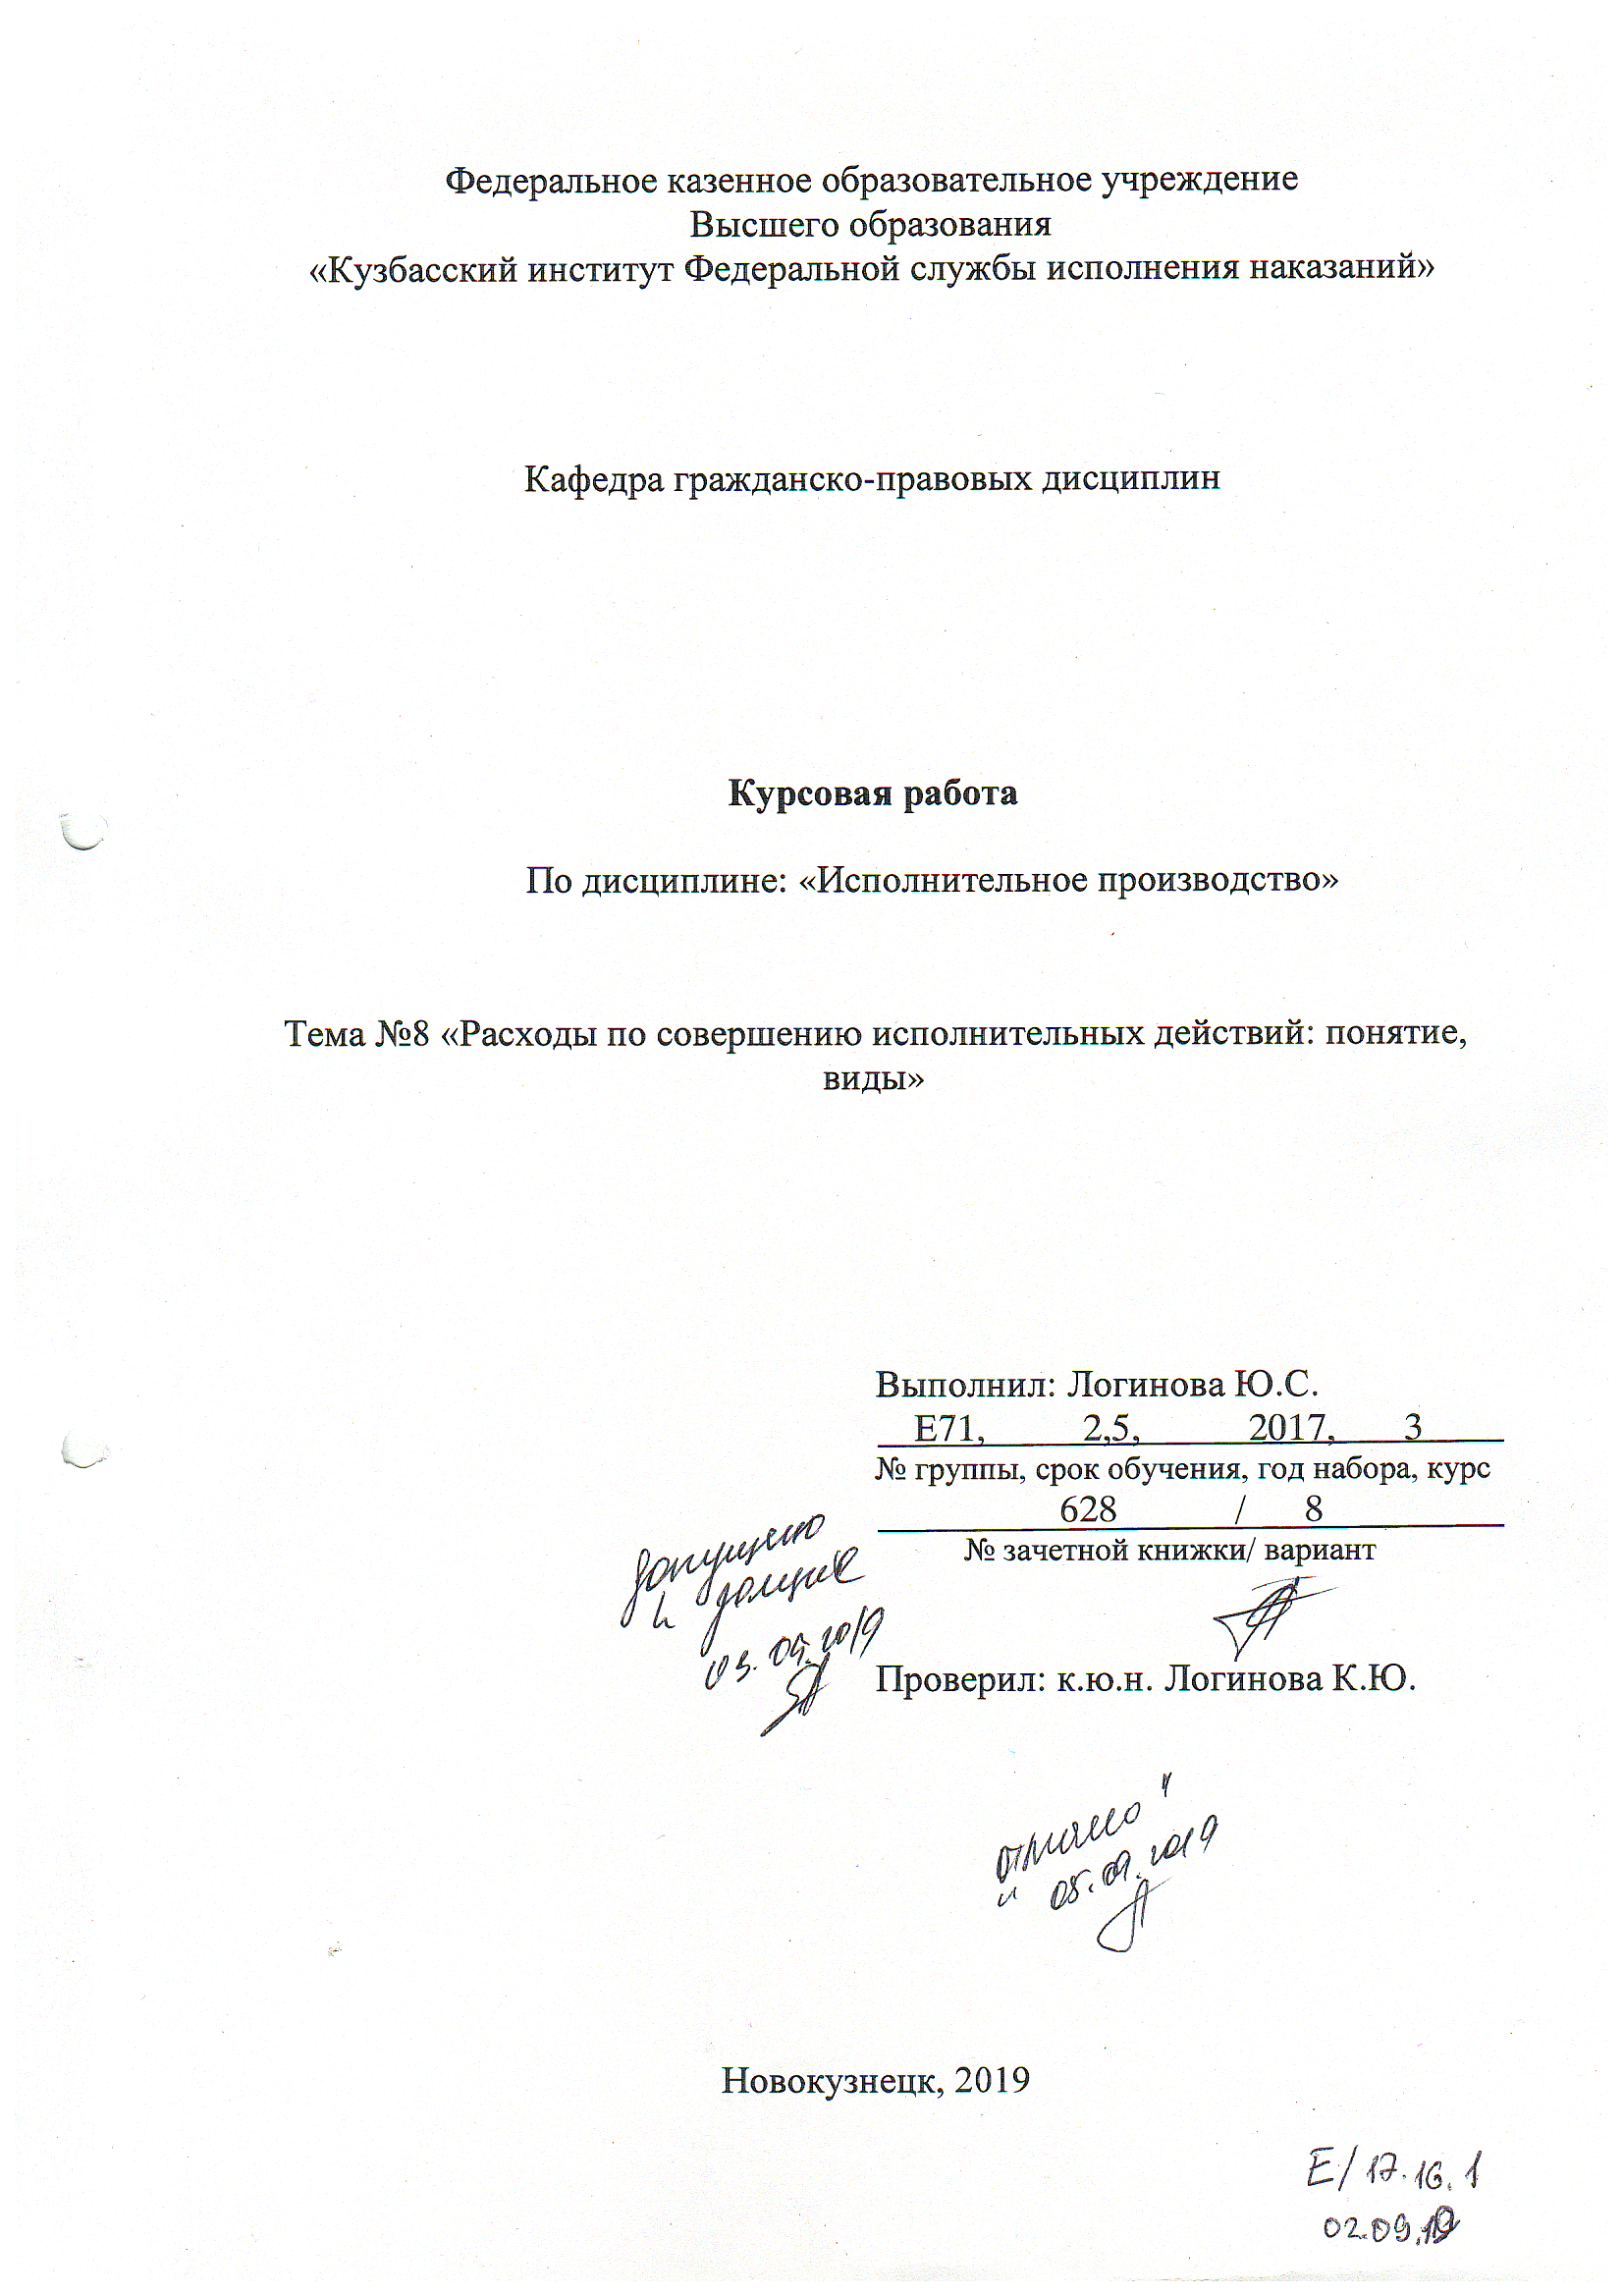 Федеральное казенное образовательное учреждение
Высшего образования
«Кузбасский институт Федеральной службы исполнения наказаний»
Кафедра гражданско-правовых дисциплин
Курсовая работа
По дисциплине: «Исполнительное производство»
Тема №8 «Расходы по совершению исполнительных действий: понятие,
виды»
Выполнил: Логинова Ю.С.
Е71, 2,5, 2017, 3
№ группы, срок обучения, год набора, курс
628 / 8
№ зачетной книжки/ вариант
допущено
к защите
03.09.2019
Проверил: к.ю.н. Логинова К.Ю.
"отлично"
05.09.2019
Новокузнецк, 2019
Е/17.16.1
02.09.19